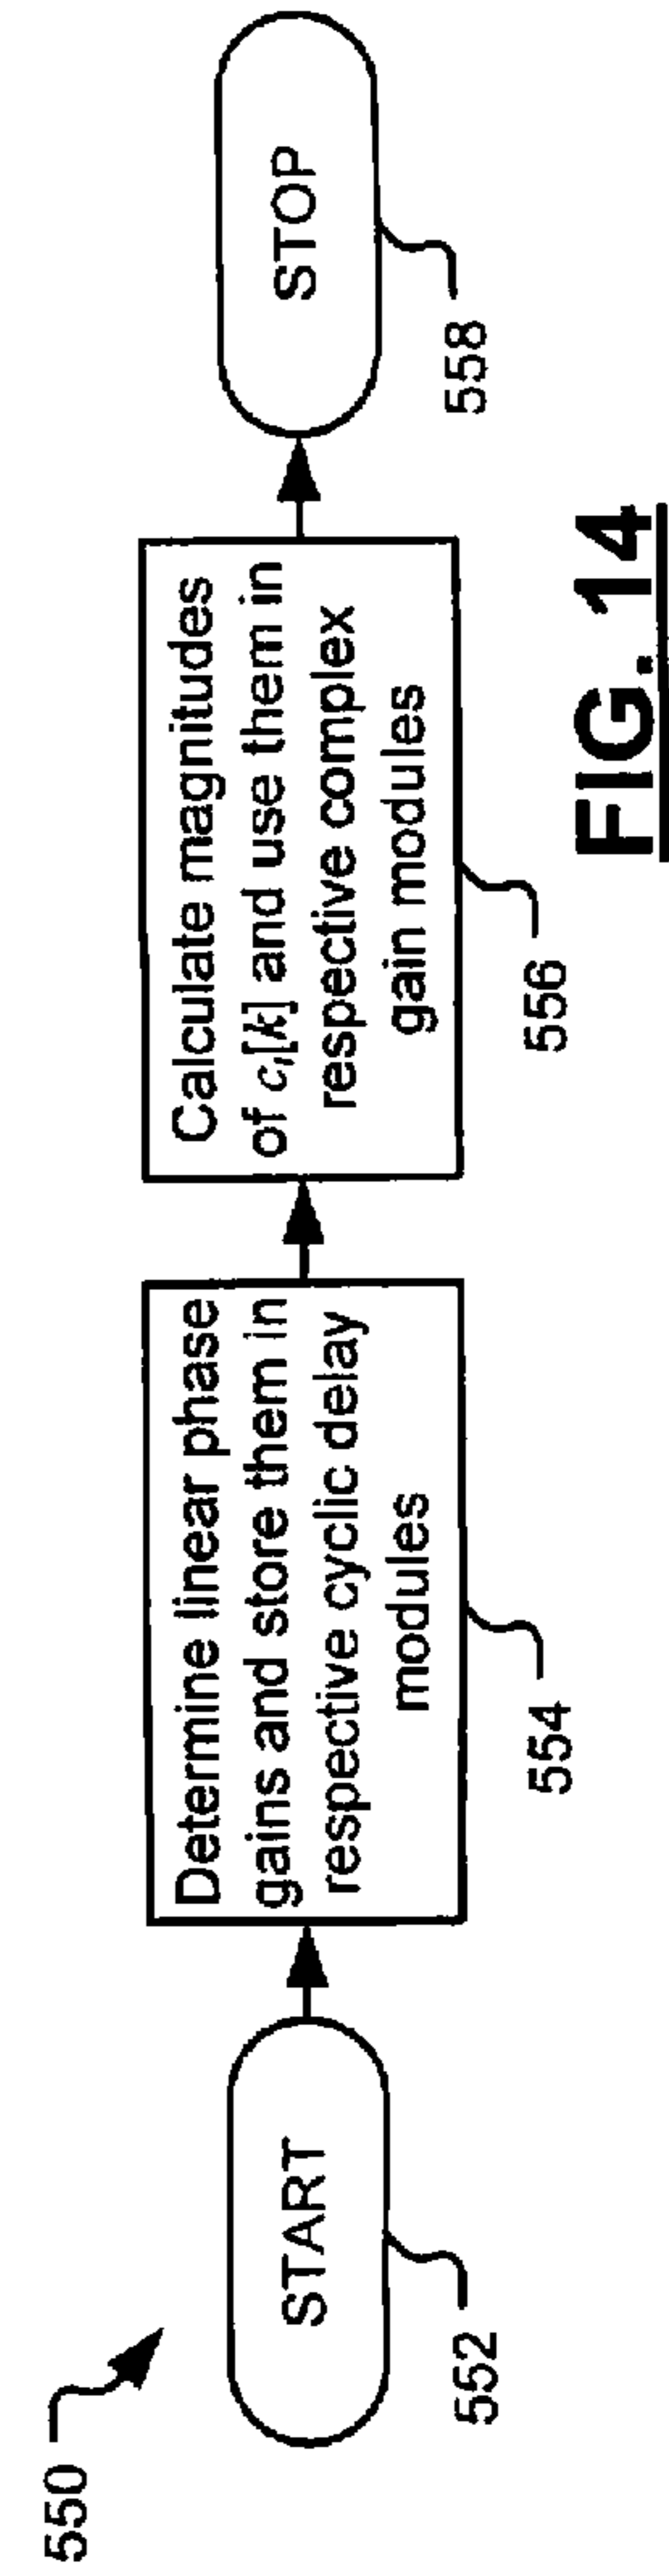 550
START
552
Determine linear phase
gains and store them in
respective cyclic delay
modules
554
Calculate magnitudes
of cᵢ[k] and use them in
respective complex
gain modules
556
STOP
558
FIG. 14